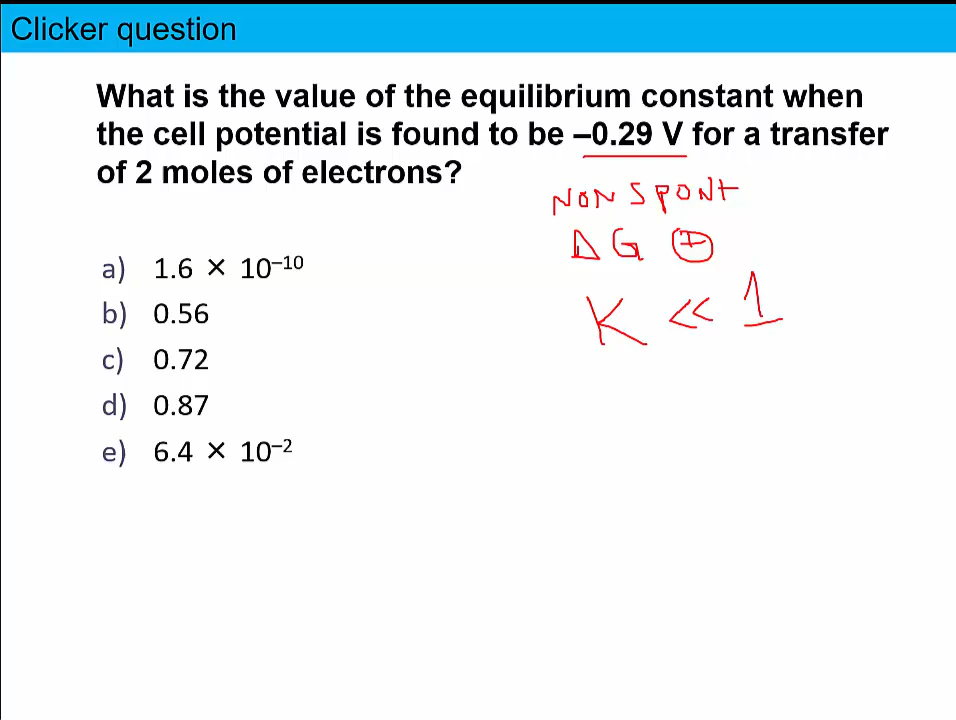 Clicker question
What is the value of the equilibrium constant when
the cell potential is found to be –0.29 V for a transfer
of 2 moles of electrons?
NON SPONT
Δ G ⊕
K << 1
a) 1.6 × 10⁻¹⁰
b) 0.56
c) 0.72
d) 0.87
e) 6.4 × 10⁻²